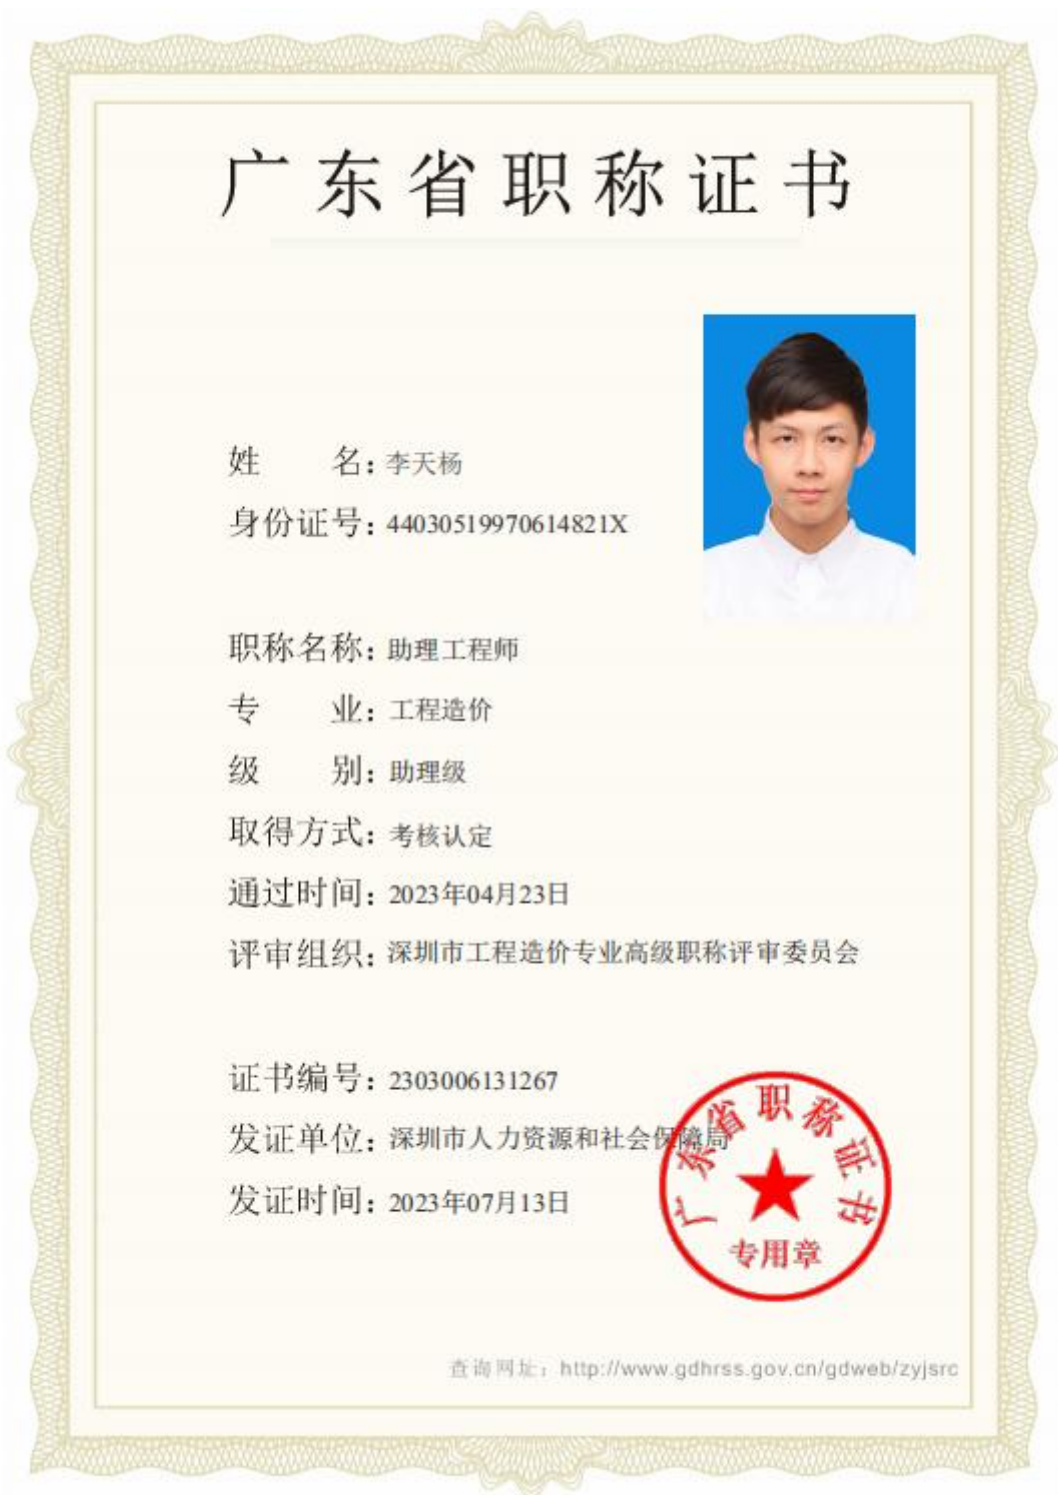 广东省职称证书
姓 名：李天杨
身份证号：44030519970614821X
职称名称：助理工程师
专 业：工程造价
级 别：助理级
取得方式：考核认定
通过时间：2023年04月23日
评审组织：深圳市工程造价专业高级职称评审委员会
证书编号：2303006131267
发证单位：深圳市人力资源和社会保障局
发证时间：2023年07月13日
广东省职称证书
专用章
查询网址：http://www.gdhrss.gov.cn/gdweb/zyjsrc